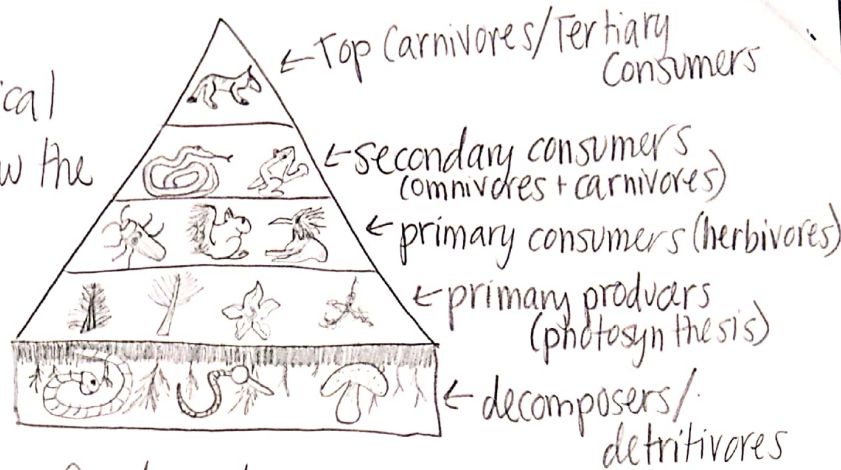 ← Top Carnivores/Tertiary
Consumers
ical
w the
← secondary consumers
(omnivores + carnivores)
← primary consumers (herbivores)
← primary producers
(photosynthesis)
← decomposers/
detritivores